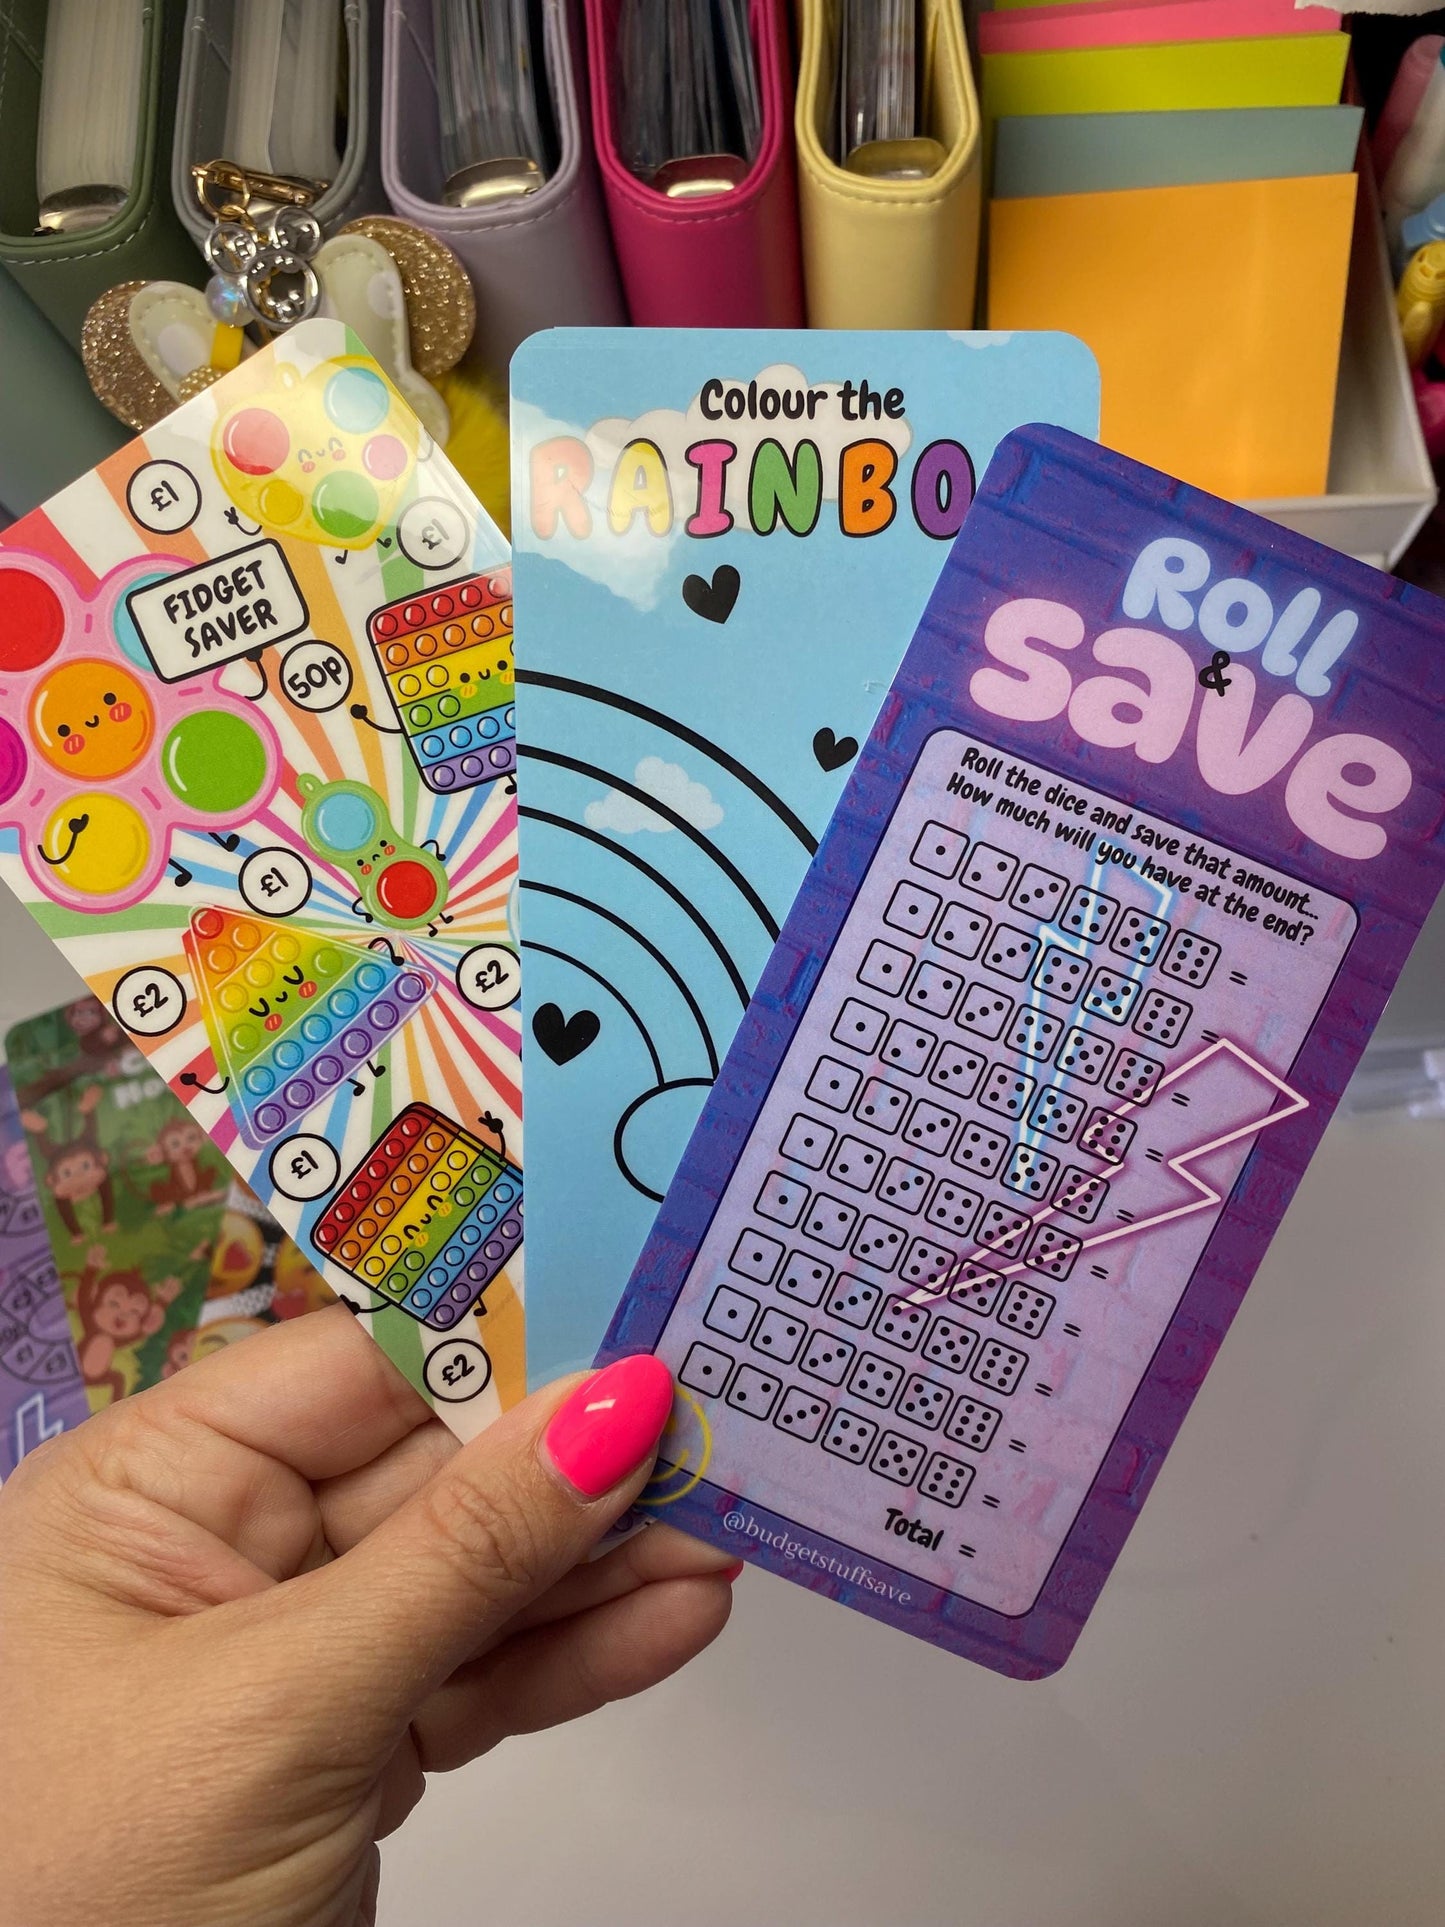 £1
£1
FIDGET
SAVER
50p
£1
£2
£2
£1
£2
Colour the
RAINBO
Roll
&
save
Roll the dice and save that amount...
How much will you have at the end?
=
=
=
=
=
=
=
=
=
=
Total =
@budgetstuffsave